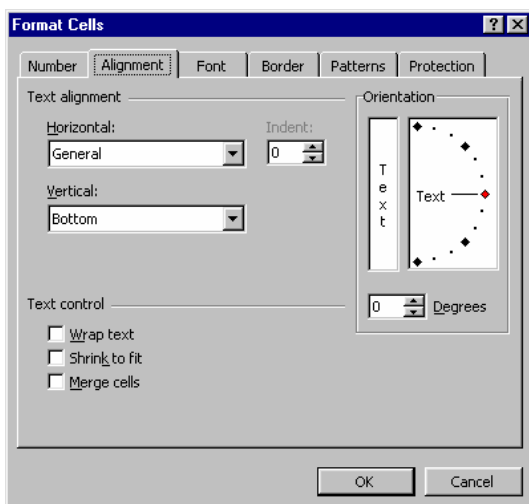 Format Cells
Number Alignment Font Border Patterns Protection
Text alignment
Horizontal:
General
Indent:
0
Vertical:
Bottom
Orientation
T
e
x
t
Text
0 Degrees
Text control
Wrap text
Shrink to fit
Merge cells
OK Cancel